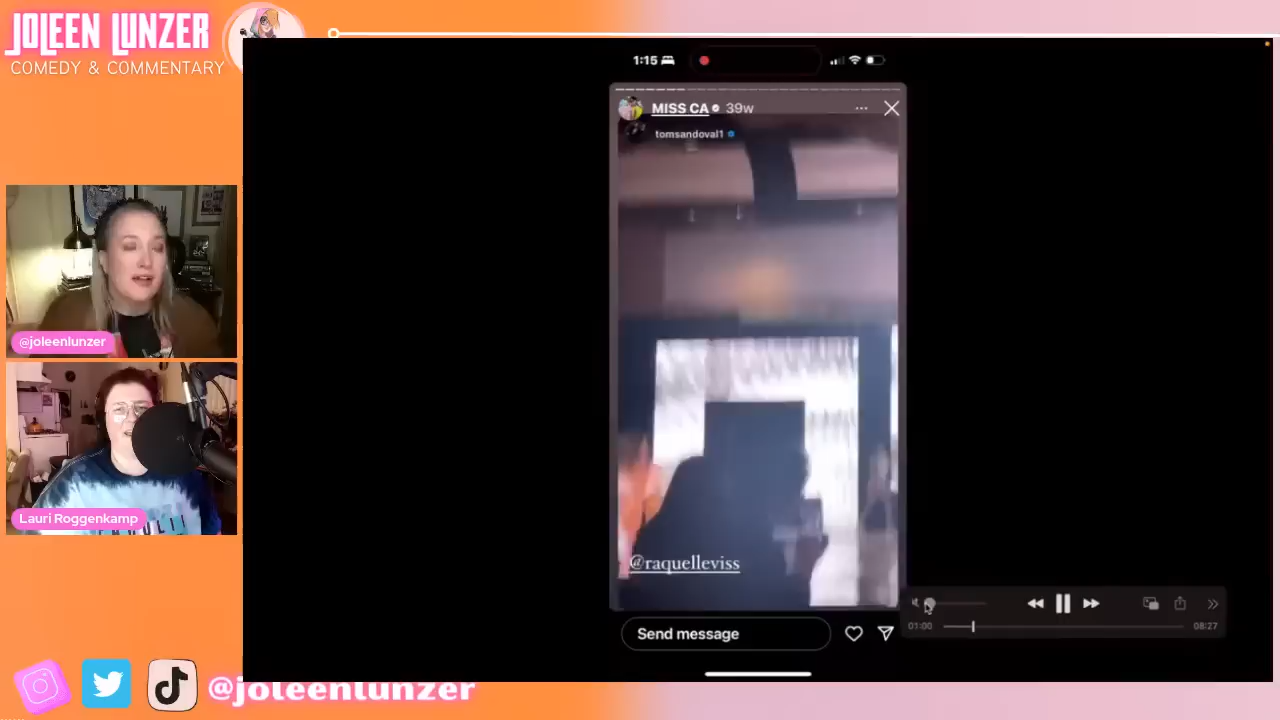 JOLEEN LUNZER
COMEDY & COMMENTARY
1:15
MISS CA 39w
tomsandoval1
@joleenlunzer
Lauri Roggenkamp
@raquelleviss
Send message
01:00
08:27
@joleenlunzer